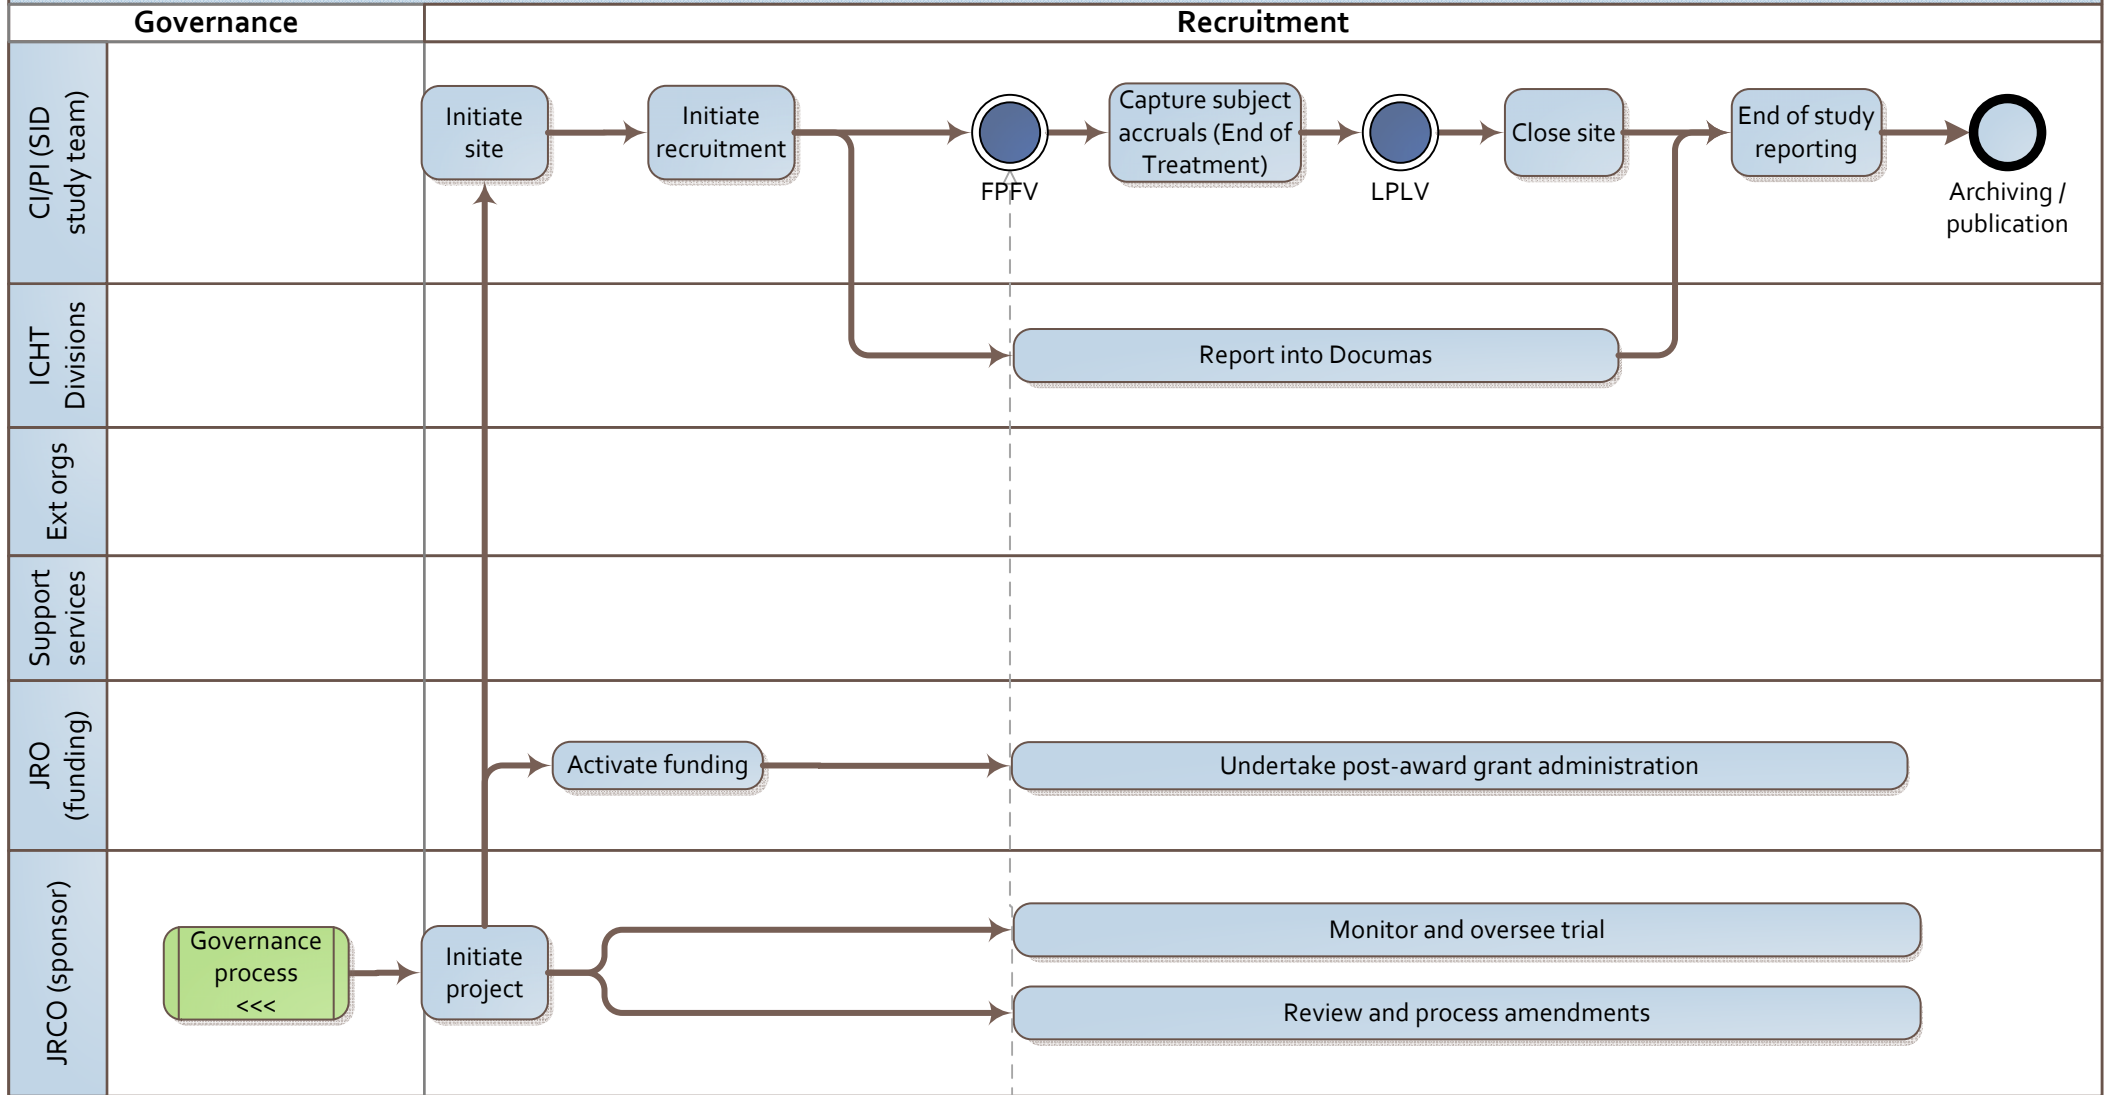 Governance
Recruitment
CI/PI (SID
study team)
Initiate
site
Initiate
recruitment
FPFV
Capture subject
accruals (End of
Treatment)
LPLV
Close site
End of study
reporting
Archiving /
publication
ICHT
Divisions
Report into Documas
Ext orgs
Support
services
JRO
(funding)
Activate funding
Undertake post-award grant administration
JRCO (sponsor)
Governance
process
<<<
Initiate
project
Monitor and oversee trial
Review and process amendments